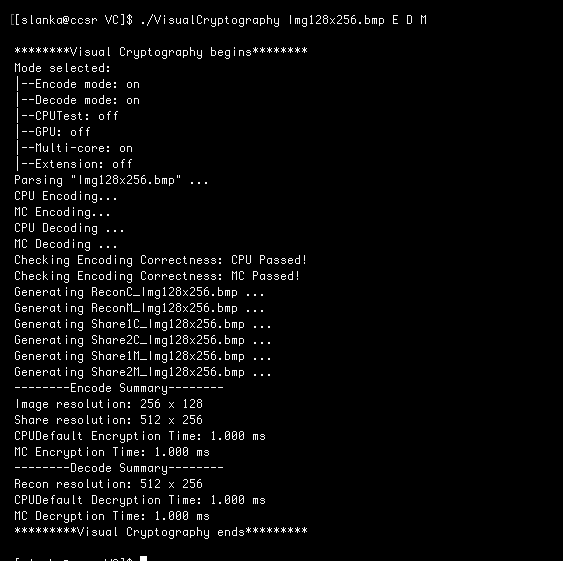 [slanka@ccsr VC]$ ./VisualCryptography Img128x256.bmp E D M
********Visual Cryptography begins********
Mode selected:
|--Encode mode: on
|--Decode mode: on
|--CPUTest: off
|--GPU: off
|--Multi-core: on
|--Extension: off
Parsing "Img128x256.bmp" ...
CPU Encoding...
MC Encoding...
CPU Decoding ...
MC Decoding ...
Checking Encoding Correctness: CPU Passed!
Checking Encoding Correctness: MC Passed!
Generating ReconC_Img128x256.bmp ...
Generating ReconM_Img128x256.bmp ...
Generating Share1C_Img128x256.bmp ...
Generating Share2C_Img128x256.bmp ...
Generating Share1M_Img128x256.bmp ...
Generating Share2M_Img128x256.bmp ...
--------Encode Summary--------
Image resolution: 256 x 128
Share resolution: 512 x 256
CPUDefault Encryption Time: 1.000 ms
MC Encryption Time: 1.000 ms
--------Decode Summary--------
Recon resolution: 512 x 256
CPUDefault Decryption Time: 1.000 ms
MC Decryption Time: 1.000 ms
*********Visual Cryptography ends*********
[slanka@ccsr VC]$